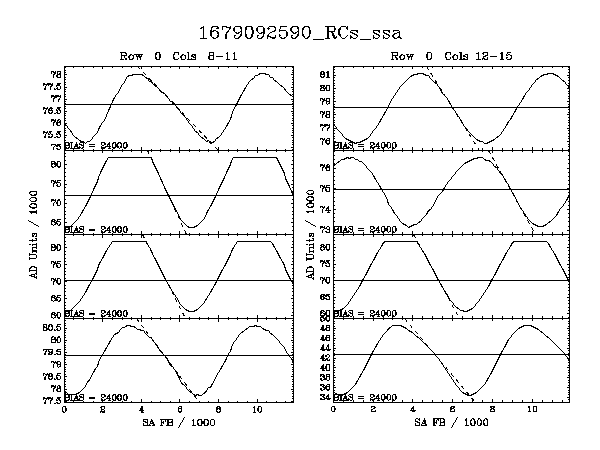 1679092590_RCs_ssa
Row 0 Cols 8-11
Row 0 Cols 12-15
78
77.5
77
76.5
76
75.5
75
BIAS = 24000
81
80
79
78
77
76
BIAS = 24000
80
75
70
65
BIAS = 24000
76
75
74
73
BIAS = 24000
AD Units / 1000
AD Units / 1000
80
75
70
65
60
BIAS = 24000
80
75
70
65
60
BIAS = 24000
80.5
80
79.5
79
78.5
78
77.5
BIAS = 24000
50
48
46
44
42
40
38
36
34
BIAS = 24000
0 2 4 6 8 10
0 2 4 6 8 10
SA FB / 1000
SA FB / 1000